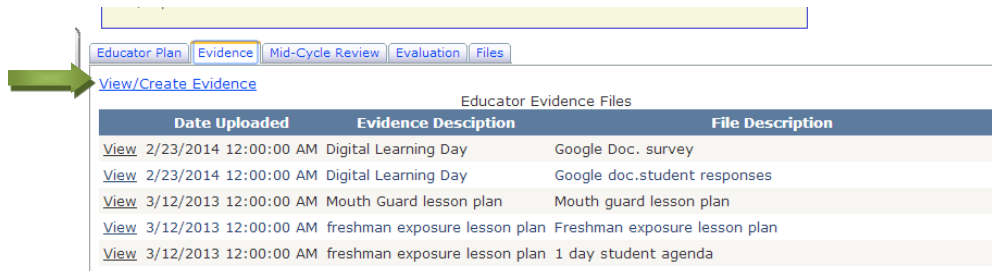 Educator Plan Evidence Mid-Cycle Review Evaluation Files
View/Create Evidence
Educator Evidence Files
Date Uploaded Evidence Desciption File Description
View 2/23/2014 12:00:00 AM Digital Learning Day Google Doc. survey
View 2/23/2014 12:00:00 AM Digital Learning Day Google doc.student responses
View 3/12/2013 12:00:00 AM Mouth Guard lesson plan Mouth guard lesson plan
View 3/12/2013 12:00:00 AM freshman exposure lesson plan Freshman exposure lesson plan
View 3/12/2013 12:00:00 AM freshman exposure lesson plan 1 day student agenda